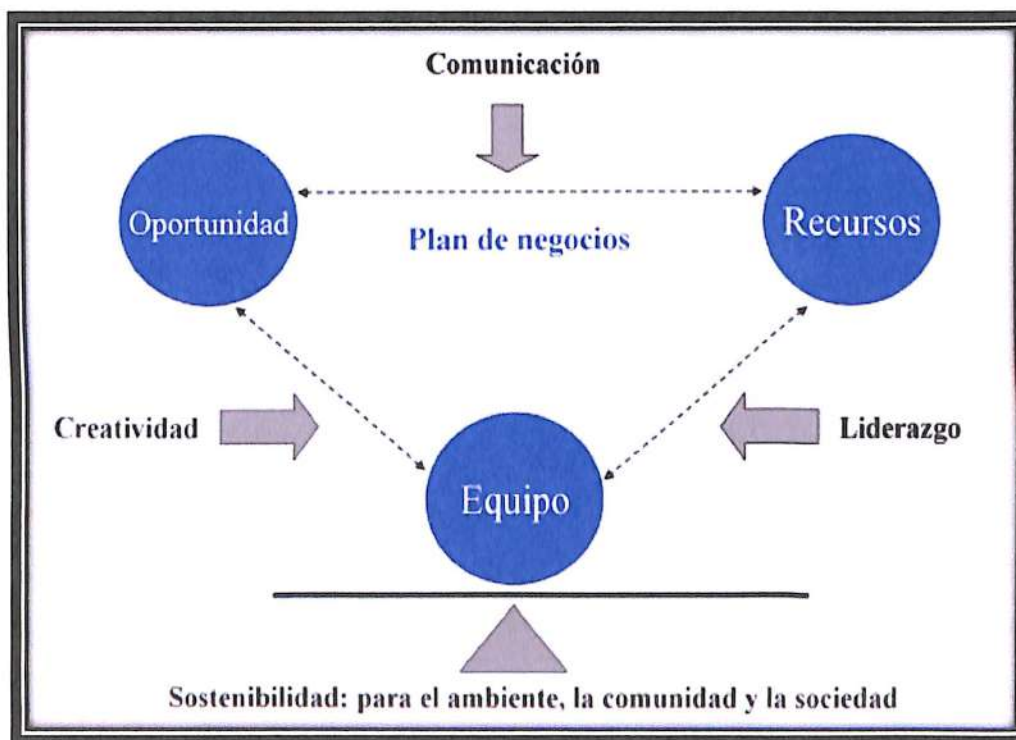 Comunicación
Oportunidad
Recursos
Plan de negocios
Creatividad
Liderazgo
Equipo
Sostenibilidad: para el ambiente, la comunidad y la sociedad